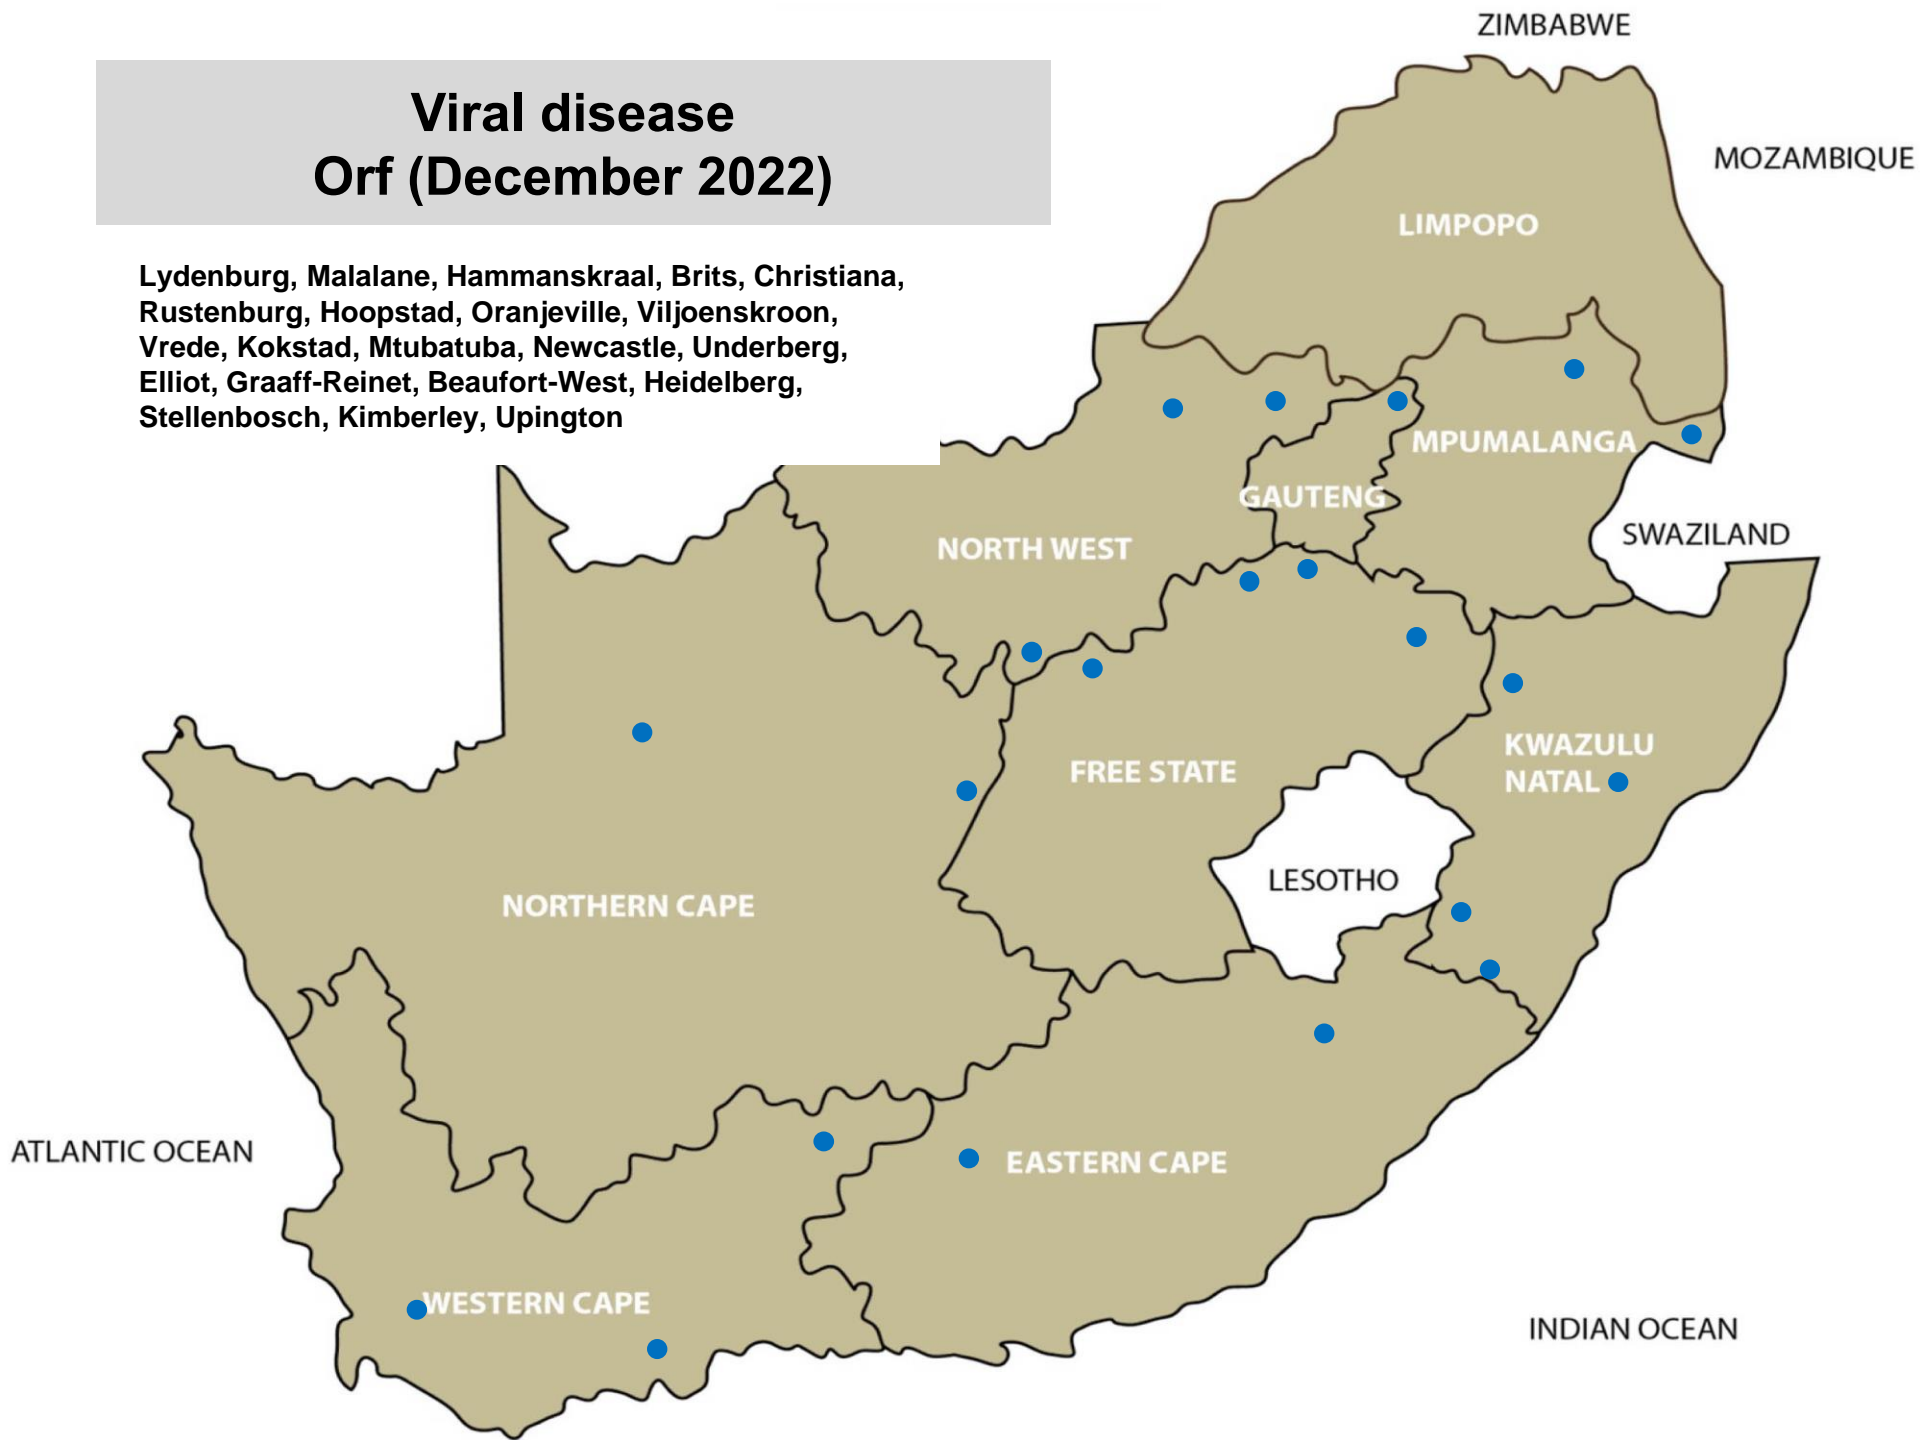 Viral disease
Orf (December 2022)
Lydenburg, Malalane, Hammanskraal, Brits, Christiana,
Rustenburg, Hoopstad, Oranjeville, Viljoenskroon,
Vrede, Kokstad, Mtubatuba, Newcastle, Underberg,
Elliot, Graaff-Reinet, Beaufort-West, Heidelberg,
Stellenbosch, Kimberley, Upington
ZIMBABWE
MOZAMBIQUE
LIMPOPO
MPUMALANGA
GAUTENG
SWAZILAND
NORTH WEST
KWAZULU
NATAL
FREE STATE
LESOTHO
NORTHERN CAPE
ATLANTIC OCEAN
EASTERN CAPE
WESTERN CAPE
INDIAN OCEAN